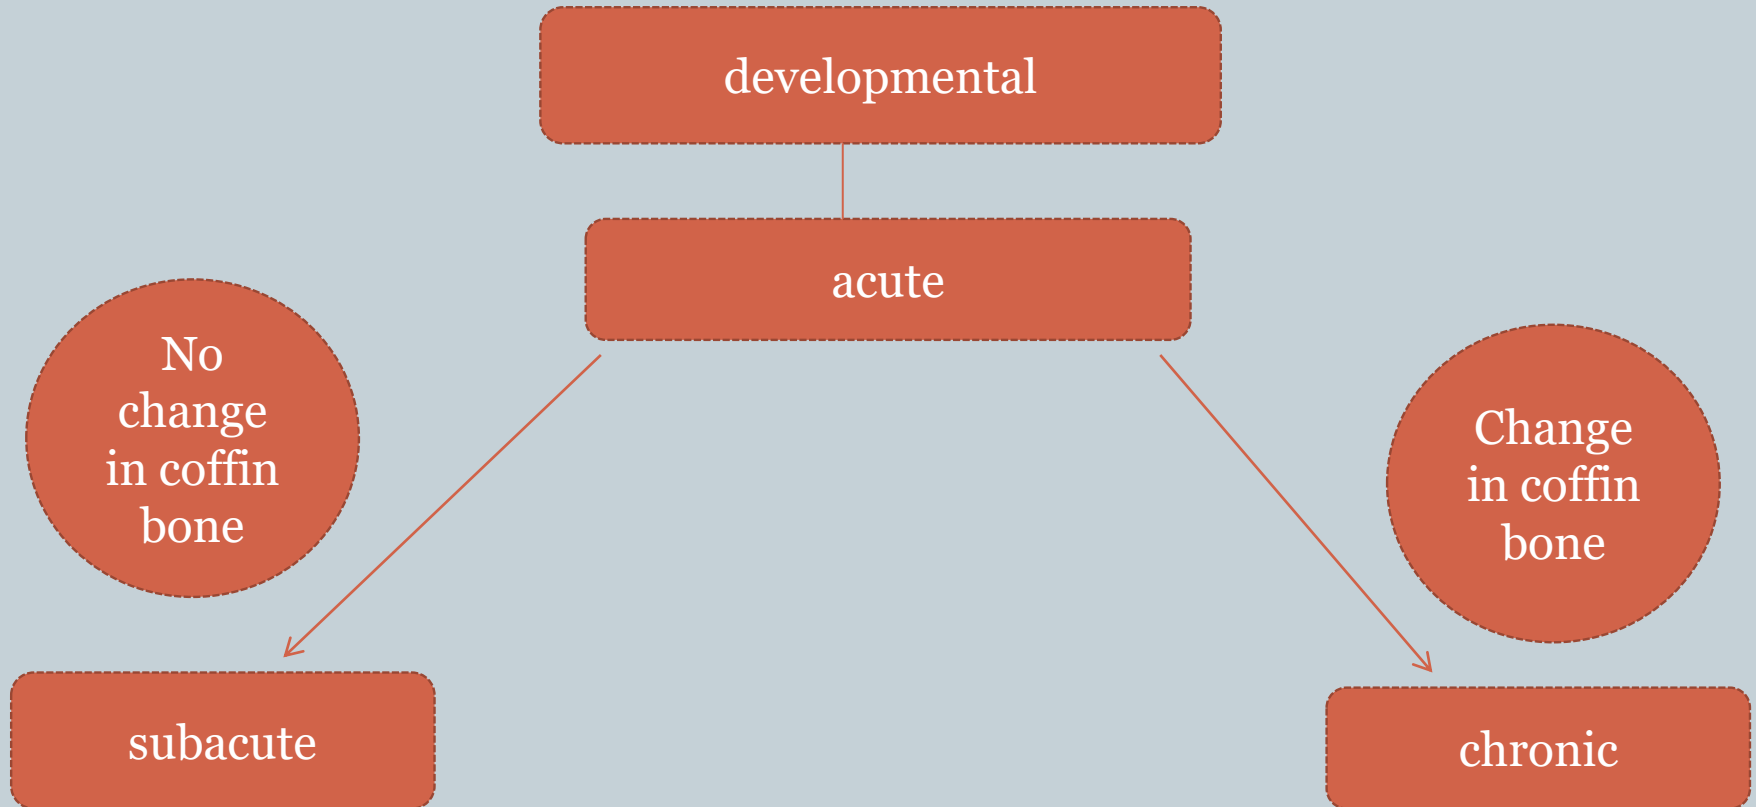 developmental
acute
No
change
in coffin
bone
Change
in coffin
bone
subacute
chronic